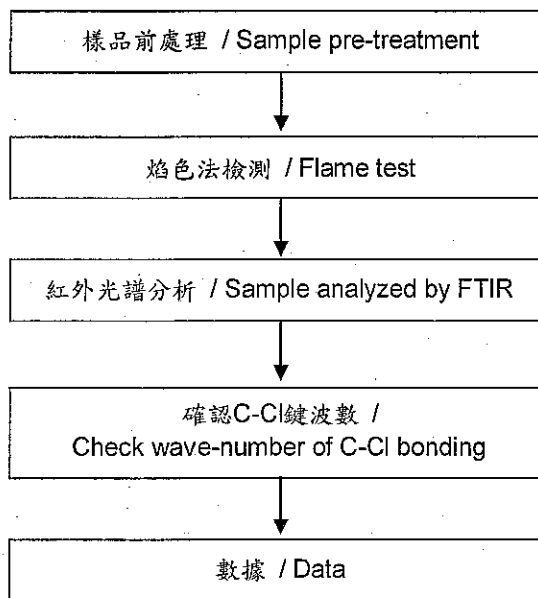 樣品前處理 / Sample pre-treatment
焰色法檢測 / Flame test
紅外光譜分析 / Sample analyzed by FTIR
確認C-Cl鍵波數 /
Check wave-number of C-Cl bonding
數據 / Data